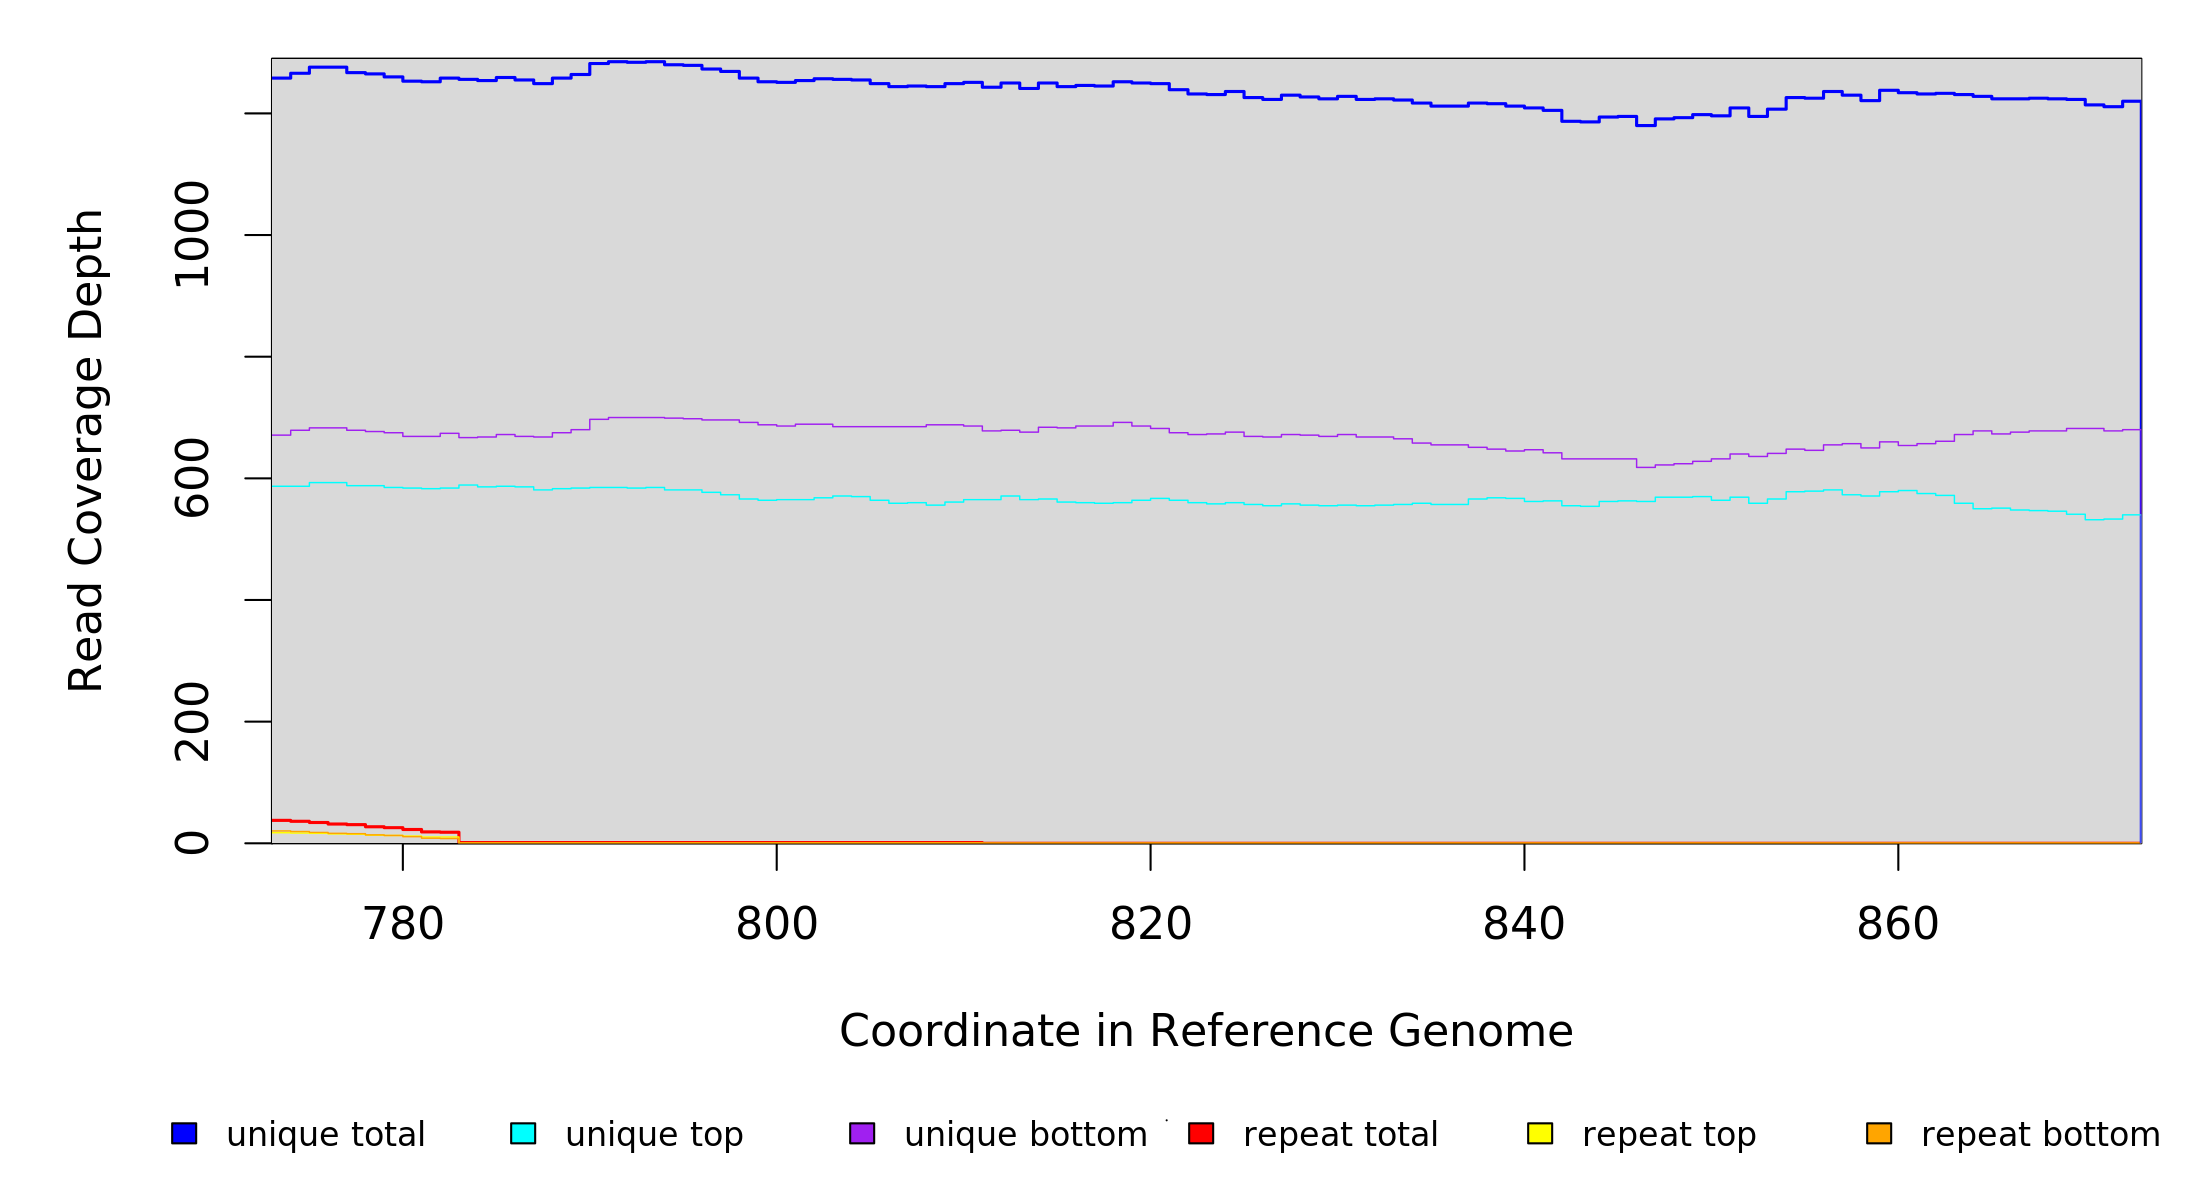 Read Coverage Depth
1000
600
200
0
780 800 820 840 860
Coordinate in Reference Genome
unique total unique top unique bottom repeat total repeat top repeat bottom